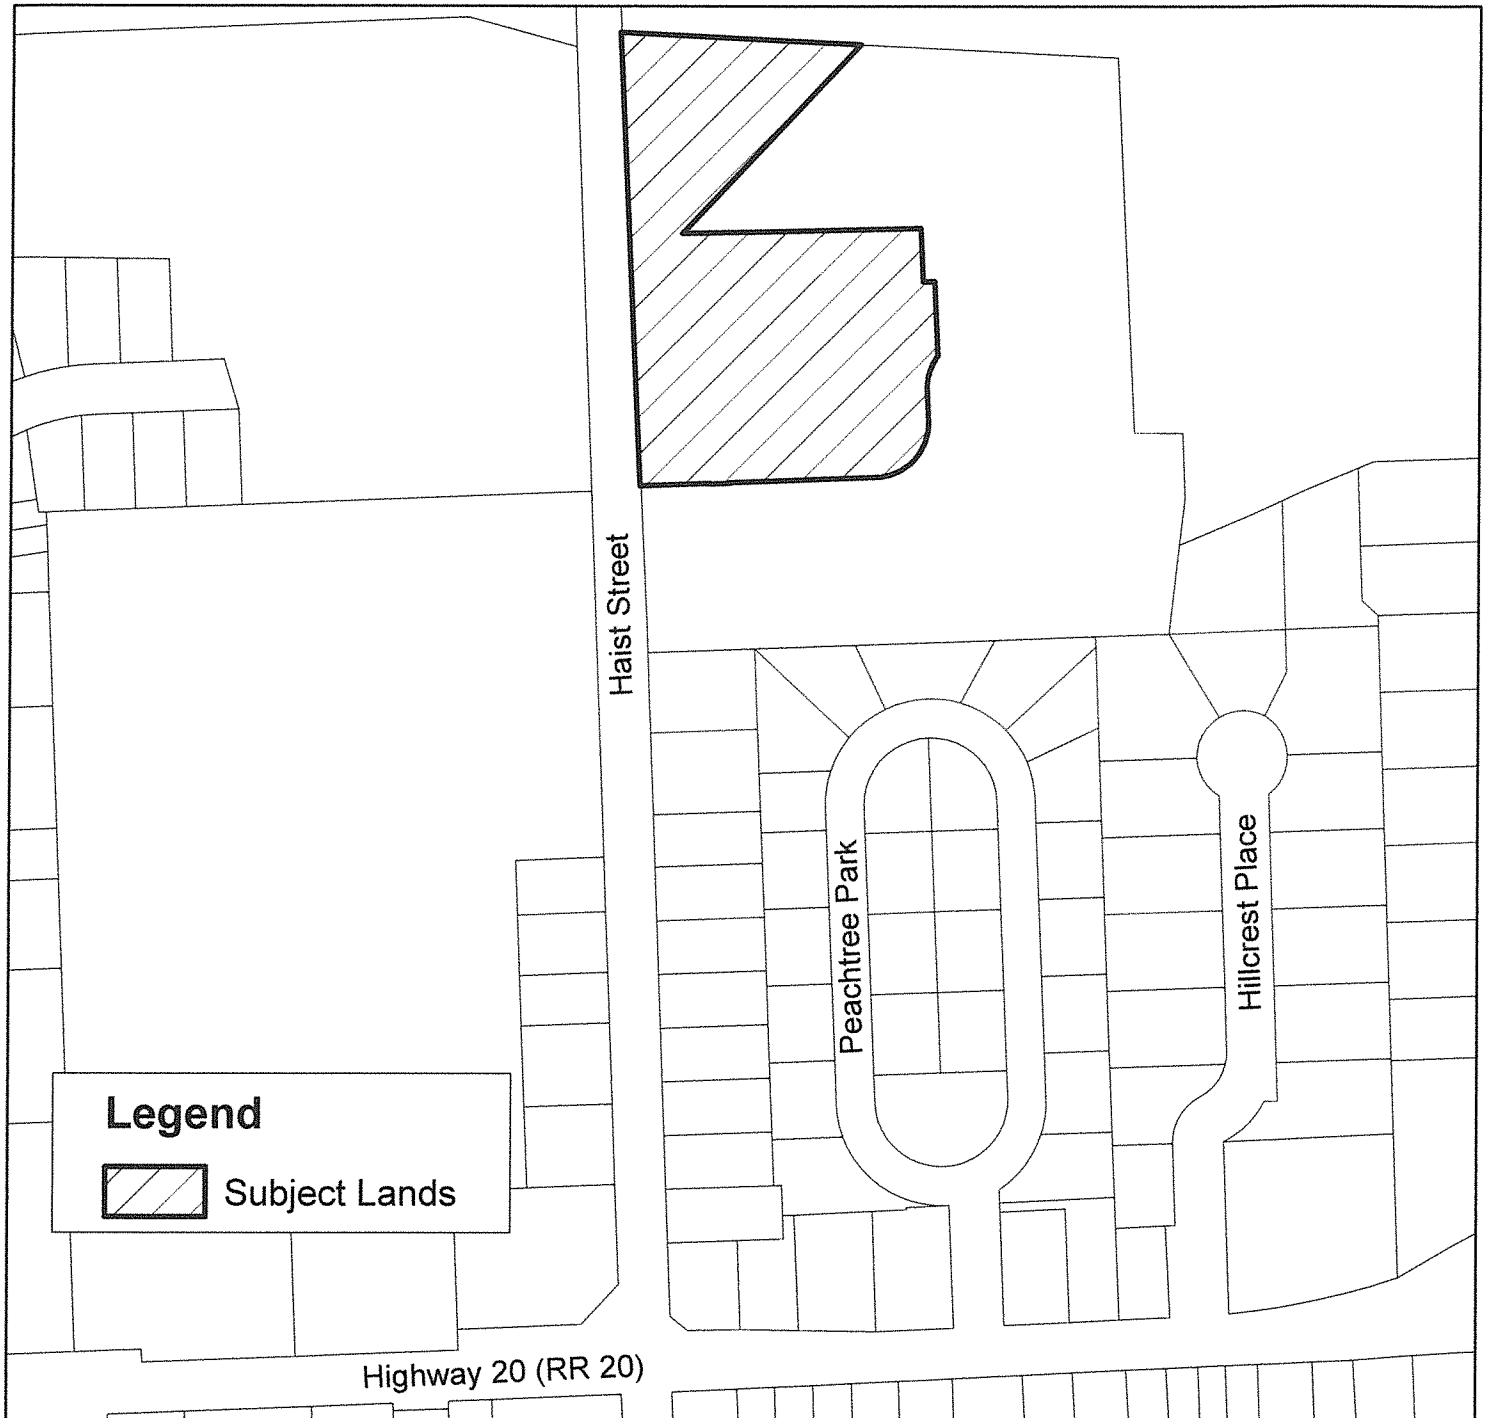 Haist Street
Peachtree Park
Hillcrest Place
Legend
Subject Lands
Highway 20 (RR 20)